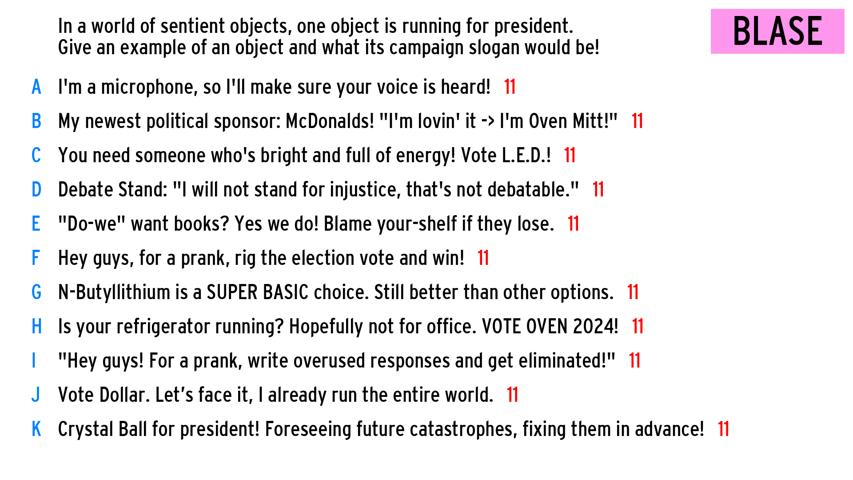 In a world of sentient objects, one object is running for president.
Give an example of an object and what its campaign slogan would be!
BLASE
A I'm a microphone, so I'll make sure your voice is heard! 11
B My newest political sponsor: McDonalds! "I'm lovin' it -> I'm Oven Mitt!" 11
C You need someone who's bright and full of energy! Vote L.E.D.! 11
D Debate Stand: "I will not stand for injustice, that's not debatable." 11
E "Do-we" want books? Yes we do! Blame your-shelf if they lose. 11
F Hey guys, for a prank, rig the election vote and win! 11
G N-Butyllithium is a SUPER BASIC choice. Still better than other options. 11
H Is your refrigerator running? Hopefully not for office. VOTE OVEN 2024! 11
I "Hey guys! For a prank, write overused responses and get eliminated!" 11
J Vote Dollar. Let’s face it, I already run the entire world. 11
K Crystal Ball for president! Foreseeing future catastrophes, fixing them in advance! 11